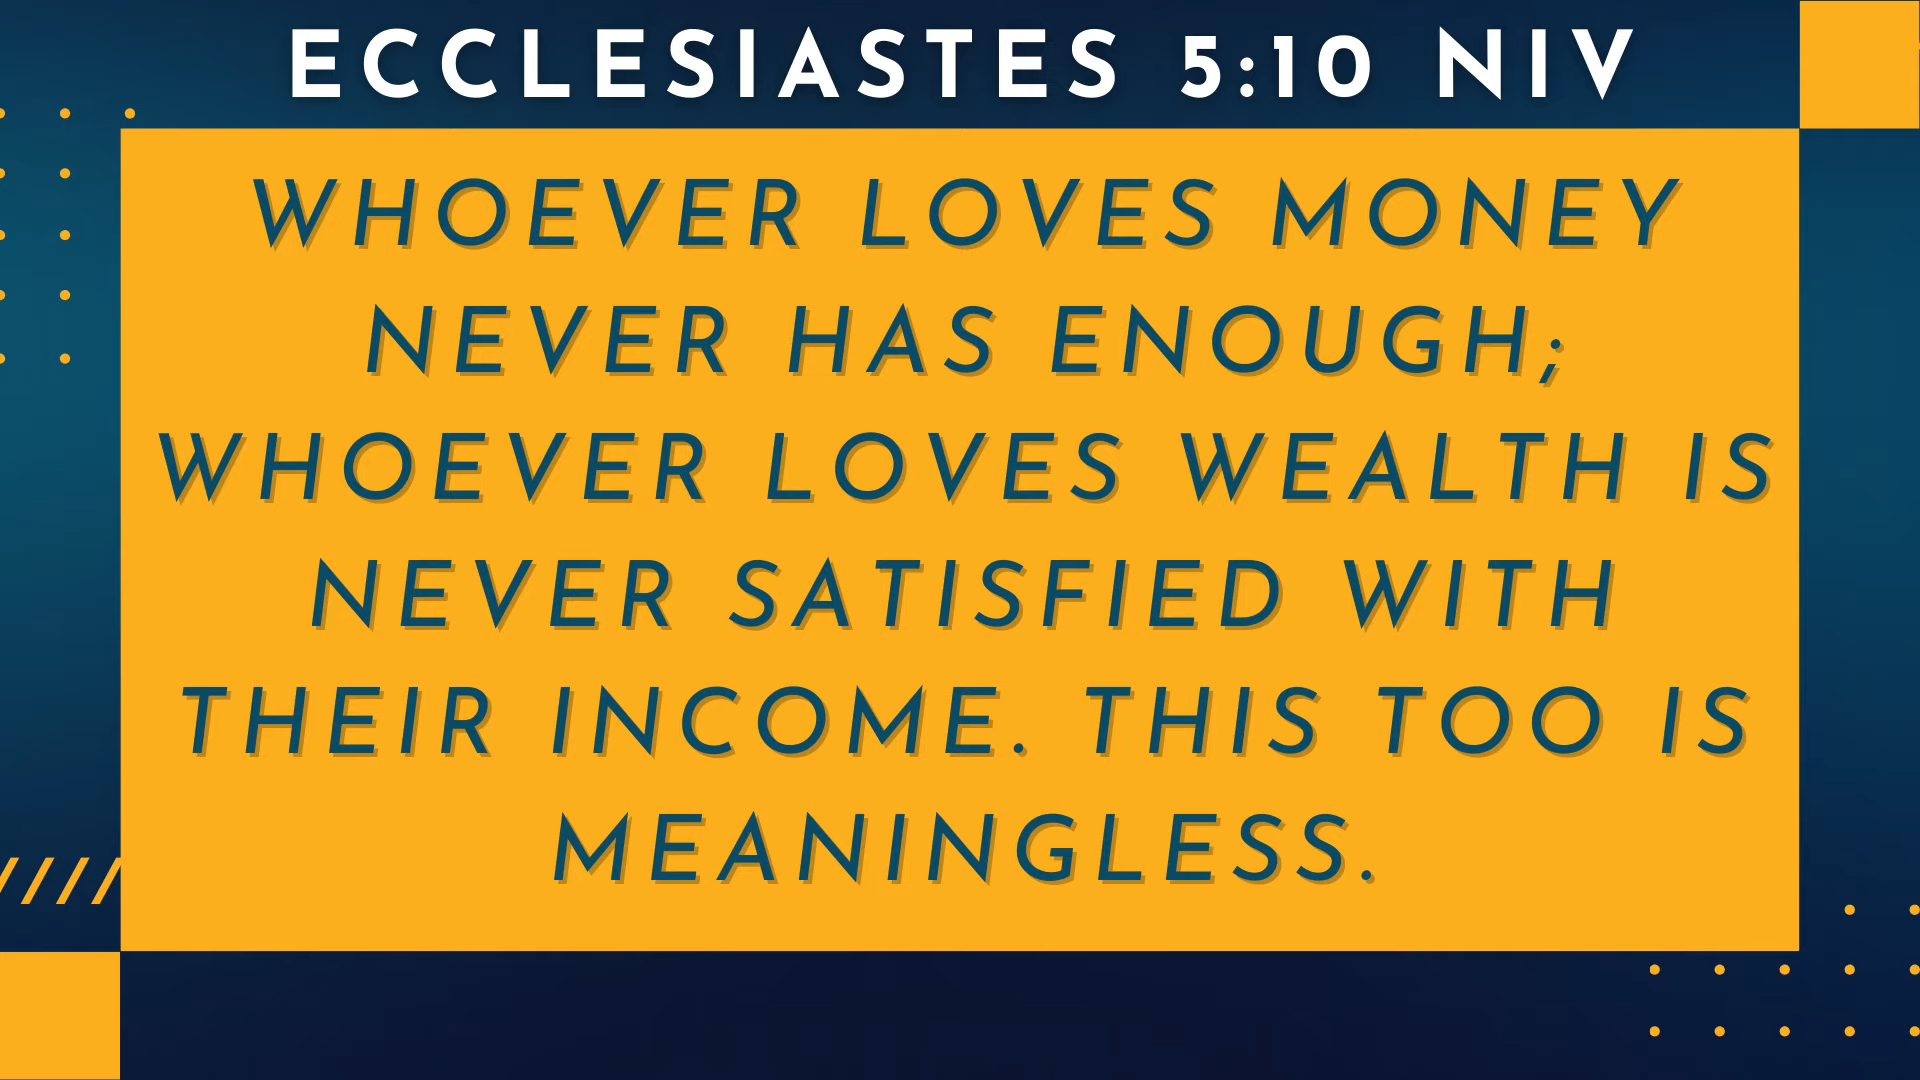 ECCLESIASTES 5:10 NIV
WHOEVER LOVES MONEY
NEVER HAS ENOUGH;
WHOEVER LOVES WEALTH IS
NEVER SATISFIED WITH
THEIR INCOME. THIS TOO IS
MEANINGLESS.